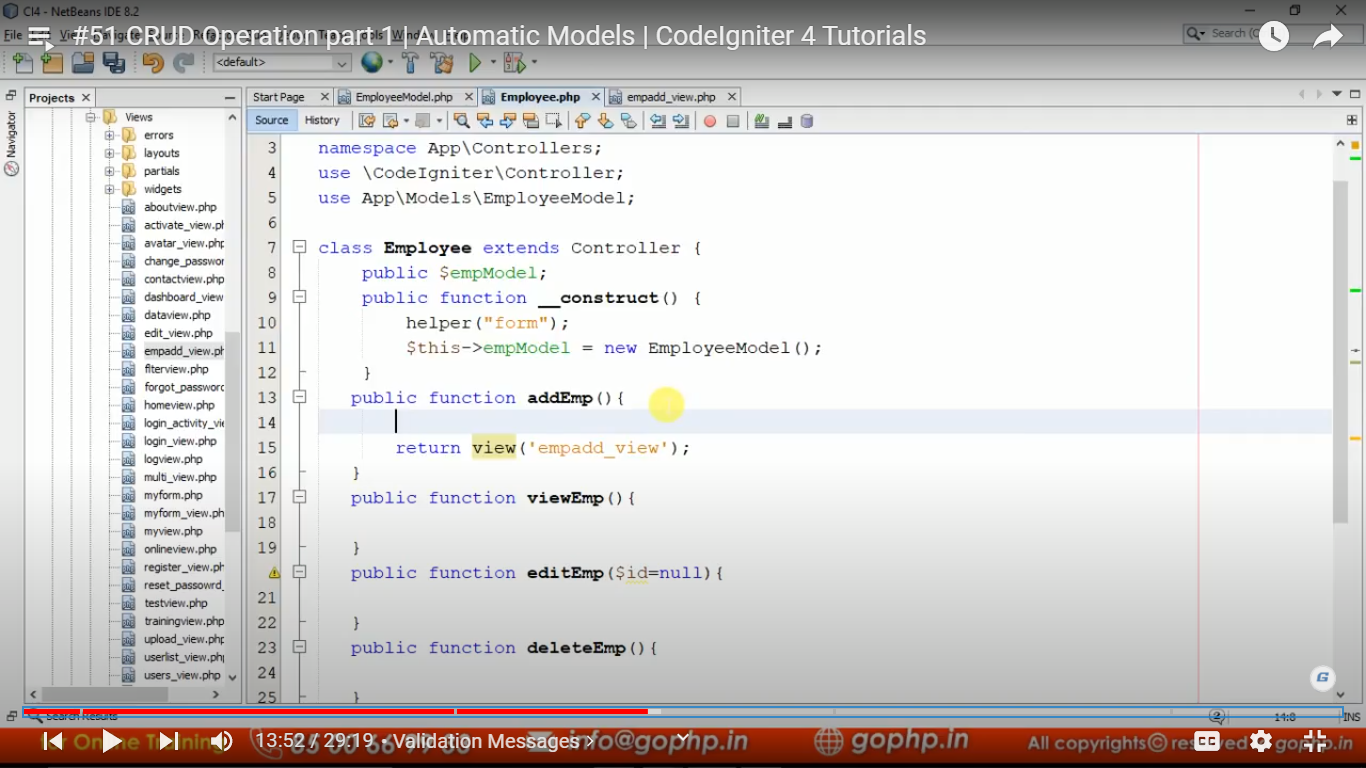 CI4 - NetBeans IDE 8.2
#51 CRUD Operation part 1 | Automatic Models | CodeIgniter 4 Tutorials
File
<default>
Projects
Navigator
Views
errors
layouts
partials
widgets
aboutview.php
activate_view.ph
avatar_view.php
change_passwor
contactview.php
dashboard_view
dataview.php
edit_view.php
empadd_view.ph
flterview.php
forgot_password
homeview.php
login_activity_vie
login_view.php
logview.php
multi_view.php
myform.php
myform_view.ph
myview.php
onlineview.php
register_view.ph
reset_passowrd_
testview.php
trainingview.php
upload_view.php
userlist_view.ph
users_view.php
Start Page
EmployeeModel.php
Employee.php
empadd_view.php
Source
History
3 namespace App\Controllers;
4 use \CodeIgniter\Controller;
5 use App\Models\EmployeeModel;
6
7 class Employee extends Controller {
8 public $empModel;
9 public function __construct() {
10 helper("form");
11 $this->empModel = new EmployeeModel();
12 }
13 public function addEmp(){
14
15 return view('empadd_view');
16 }
17 public function viewEmp(){
18
19 }
public function editEmp($id=null){
21
22 }
23 public function deleteEmp(){
24
25 }
Search Results
14:8
INS
for Online Training
13:52 / 29:19 • Validation Messages >
info@gophp.in
gophp.in
All copyrights© reserved
CC